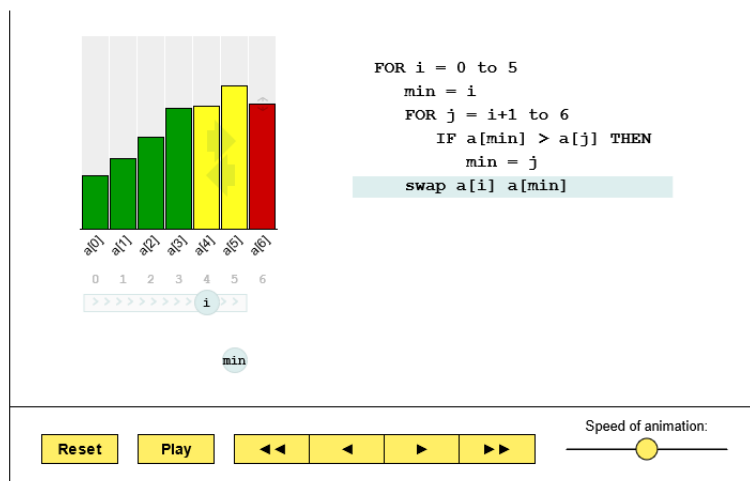 FOR i = 0 to 5
min = i
FOR j = i+1 to 6
IF a[min] > a[j] THEN
min = j
swap a[i] a[min]
a[0] a[1] a[2] a[3] a[4] a[5] a[6]
0 1 2 3 4 5 6
i
min
Speed of animation:
Reset Play